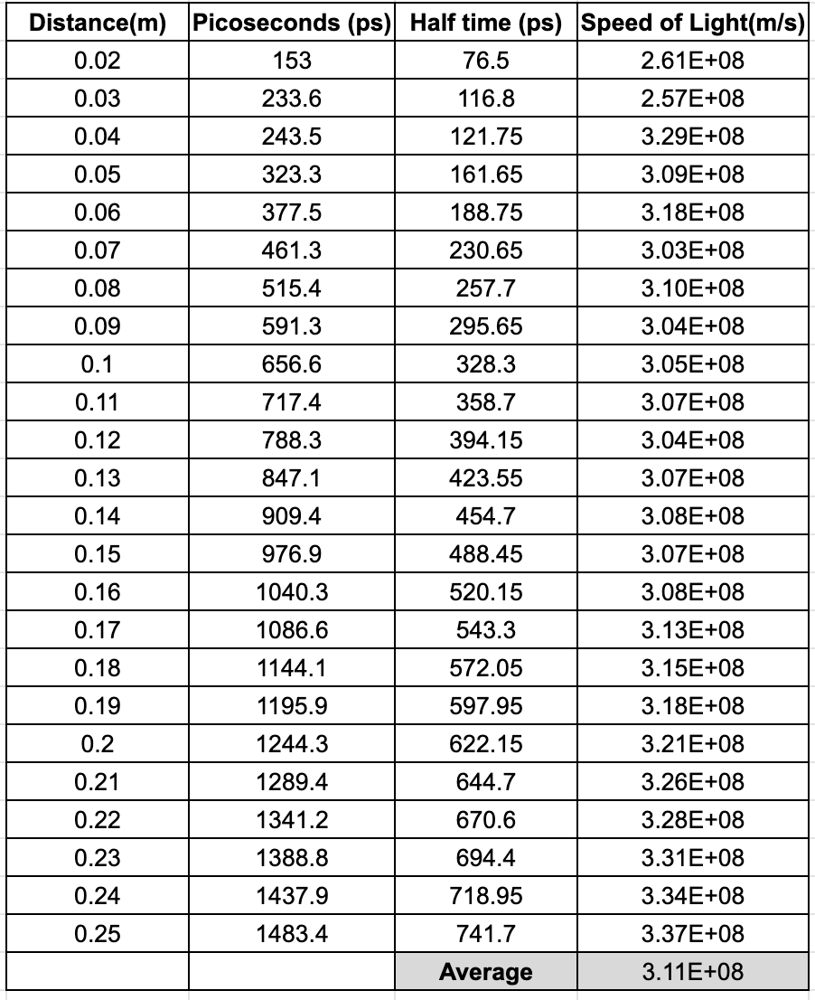 Distance(m) Picoseconds (ps) Half time (ps) Speed of Light(m/s)
0.02 153 76.5 2.61E+08
0.03 233.6 116.8 2.57E+08
0.04 243.5 121.75 3.29E+08
0.05 323.3 161.65 3.09E+08
0.06 377.5 188.75 3.18E+08
0.07 461.3 230.65 3.03E+08
0.08 515.4 257.7 3.10E+08
0.09 591.3 295.65 3.04E+08
0.1 656.6 328.3 3.05E+08
0.11 717.4 358.7 3.07E+08
0.12 788.3 394.15 3.04E+08
0.13 847.1 423.55 3.07E+08
0.14 909.4 454.7 3.08E+08
0.15 976.9 488.45 3.07E+08
0.16 1040.3 520.15 3.08E+08
0.17 1086.6 543.3 3.13E+08
0.18 1144.1 572.05 3.15E+08
0.19 1195.9 597.95 3.18E+08
0.2 1244.3 622.15 3.21E+08
0.21 1289.4 644.7 3.26E+08
0.22 1341.2 670.6 3.28E+08
0.23 1388.8 694.4 3.31E+08
0.24 1437.9 718.95 3.34E+08
0.25 1483.4 741.7 3.37E+08
Average 3.11E+08